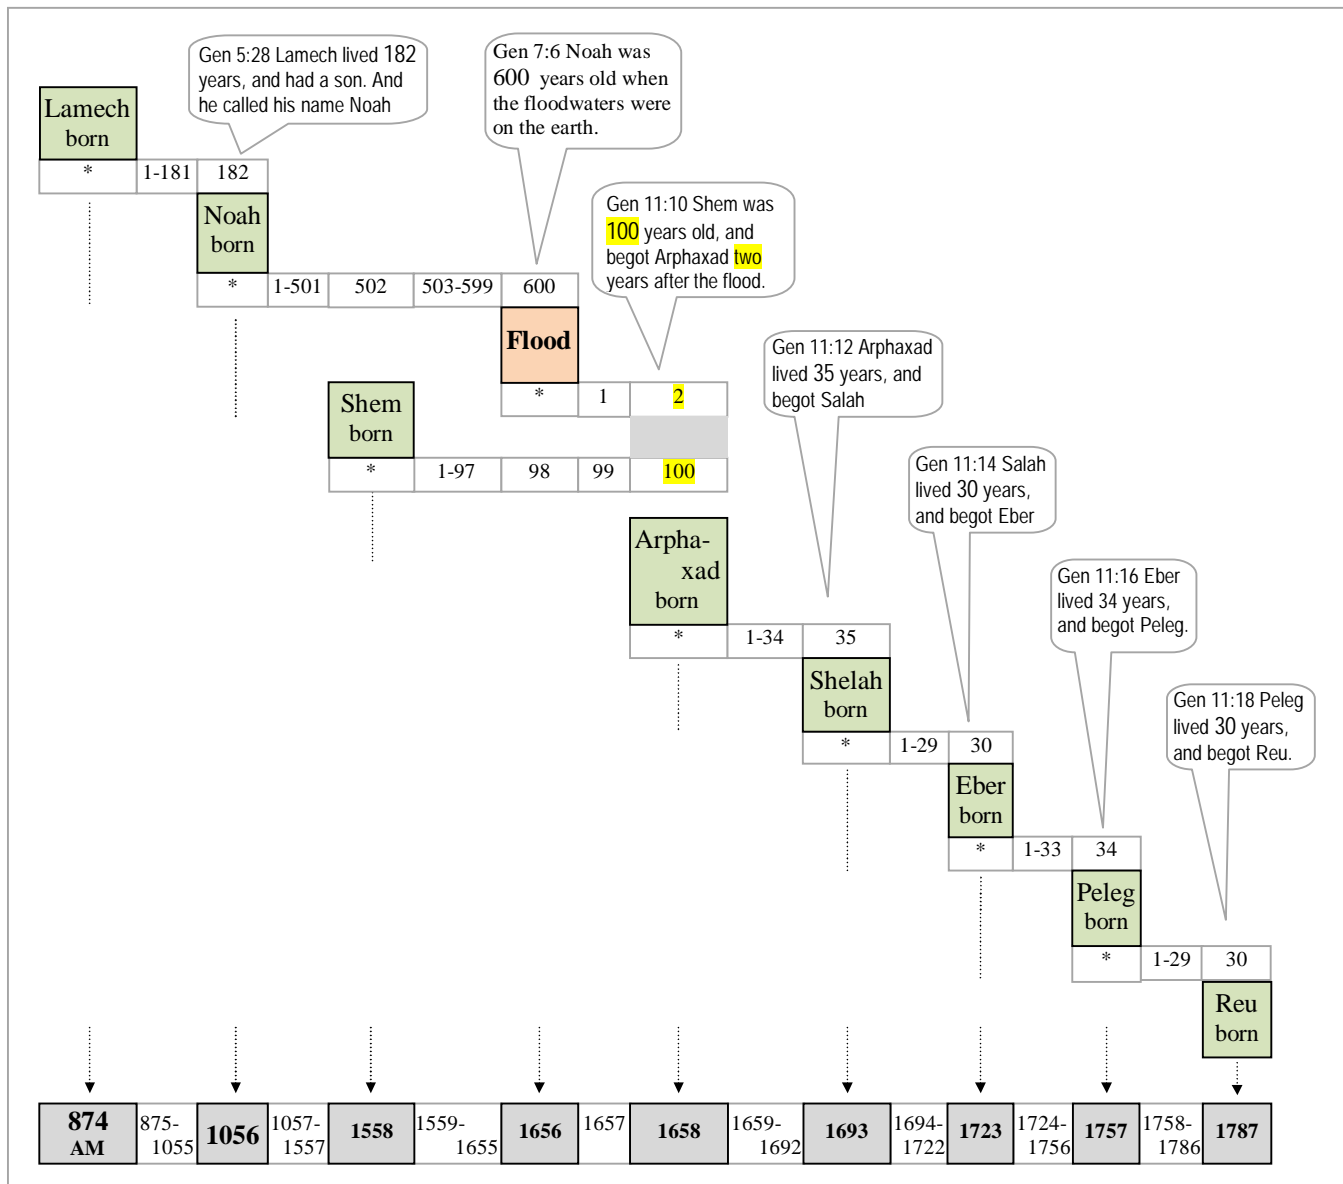 Gen 5:28 Lamech lived 182
years, and had a son. And
he called his name Noah
Gen 7:6 Noah was
600 years old when
the floodwaters were
on the earth.
Lamech
born
* 1-181 182
Noah
born
Gen 11:10 Shem was
100 years old, and
begot Arphaxad two
years after the flood.
* 1-501 502 503-599 600
Flood
Gen 11:12 Arphaxad
lived 35 years, and
begot Salah
* 1 2
Shem
born
* 1-97 98 99 100
Gen 11:14 Salah
lived 30 years,
and begot Eber
Arpha-
xad
born
Gen 11:16 Eber
lived 34 years,
and begot Peleg.
* 1-34 35
Shelah
born
Gen 11:18 Peleg
lived 30 years,
and begot Reu.
* 1-29 30
Eber
born
* 1-33 34
Peleg
born
* 1-29 30
Reu
born
874
AM
875-
1055
1056
1057-
1557
1558
1559-
1655
1656
1657
1658
1659-
1692
1693
1694-
1722
1723
1724-
1756
1757
1758-
1786
1787